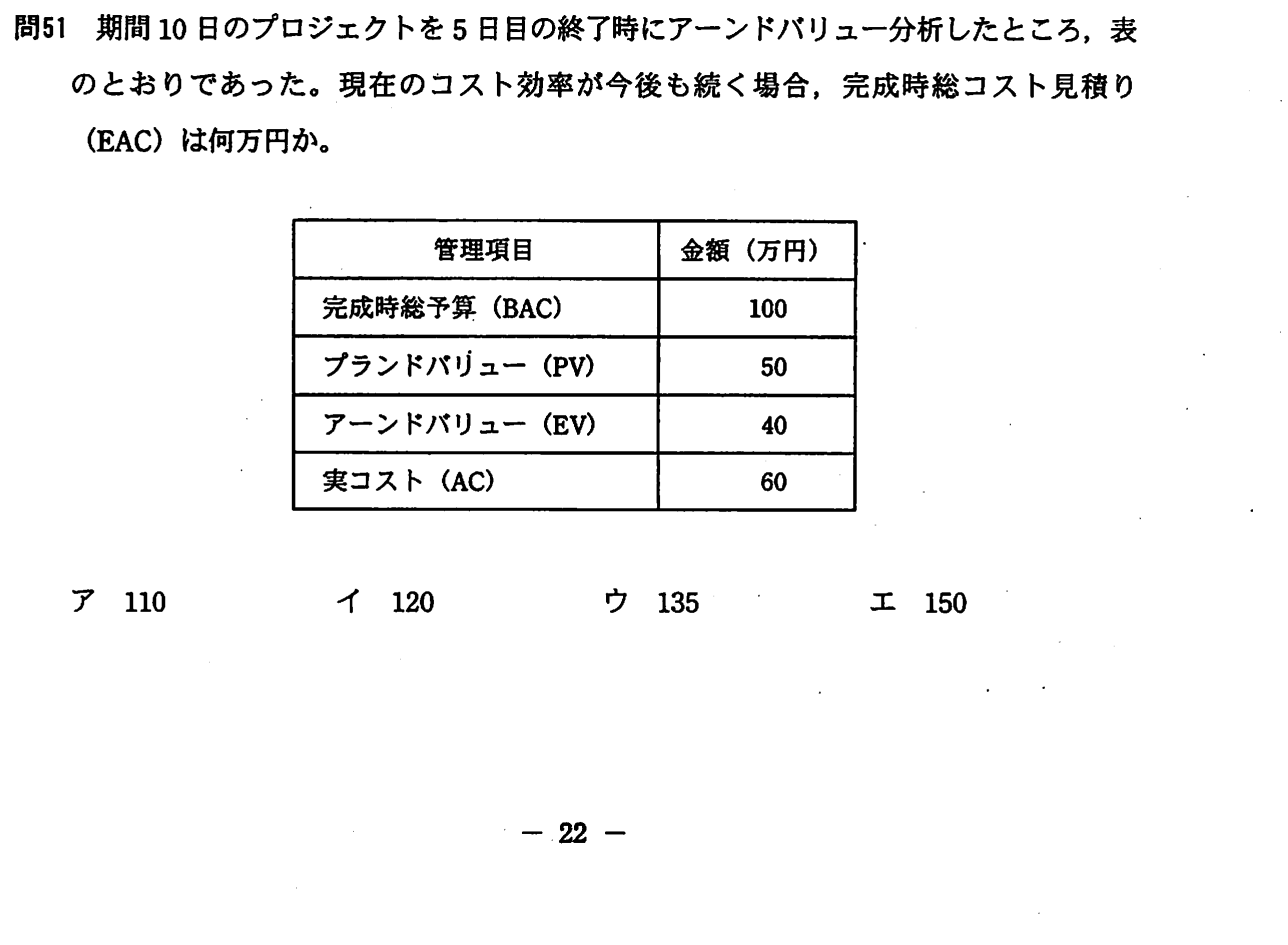 問51 期間 10 日のプロジェクトを 5 日目の終了時にアーンドバリュー分析したところ，表
のとおりであった。現在のコスト効率が今後も続く場合，完成時総コスト見積り
（EAC）は何万円か。
管理項目 金額（万円）
完成時総予算（BAC） 100
プランドバリュー（PV） 50
アーンドバリュー（EV） 40
実コスト（AC） 60
ア 110 イ 120 ウ 135 エ 150
－ 22 －